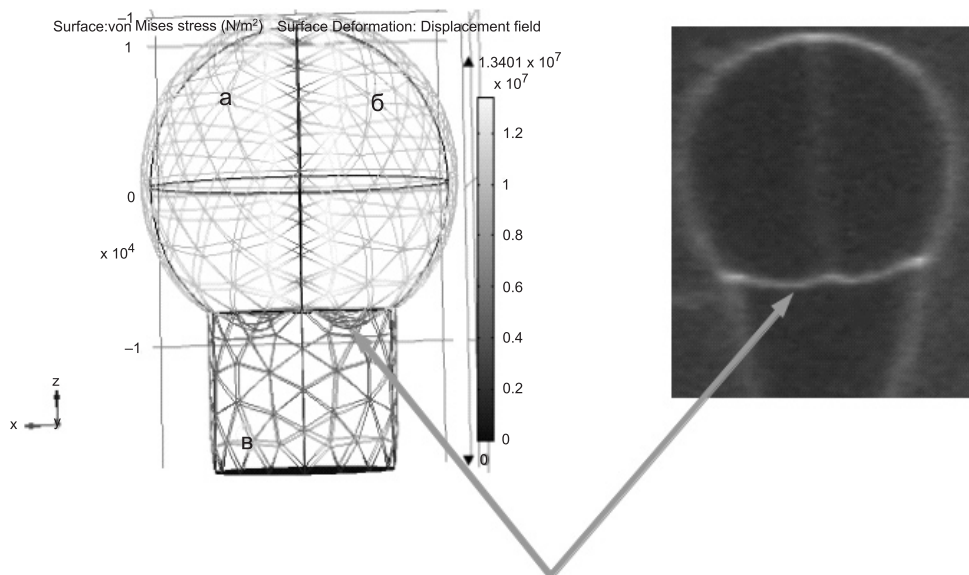 –1
Surface:von Mises stress (N/m²) Surface Deformation: Displacement field
1
1.3401 x 10⁷
x 10⁷
а
б
1.2
1
0
0.8
x 10⁴
0.6
0.4
–1
0.2
z
x
y
в
0
0